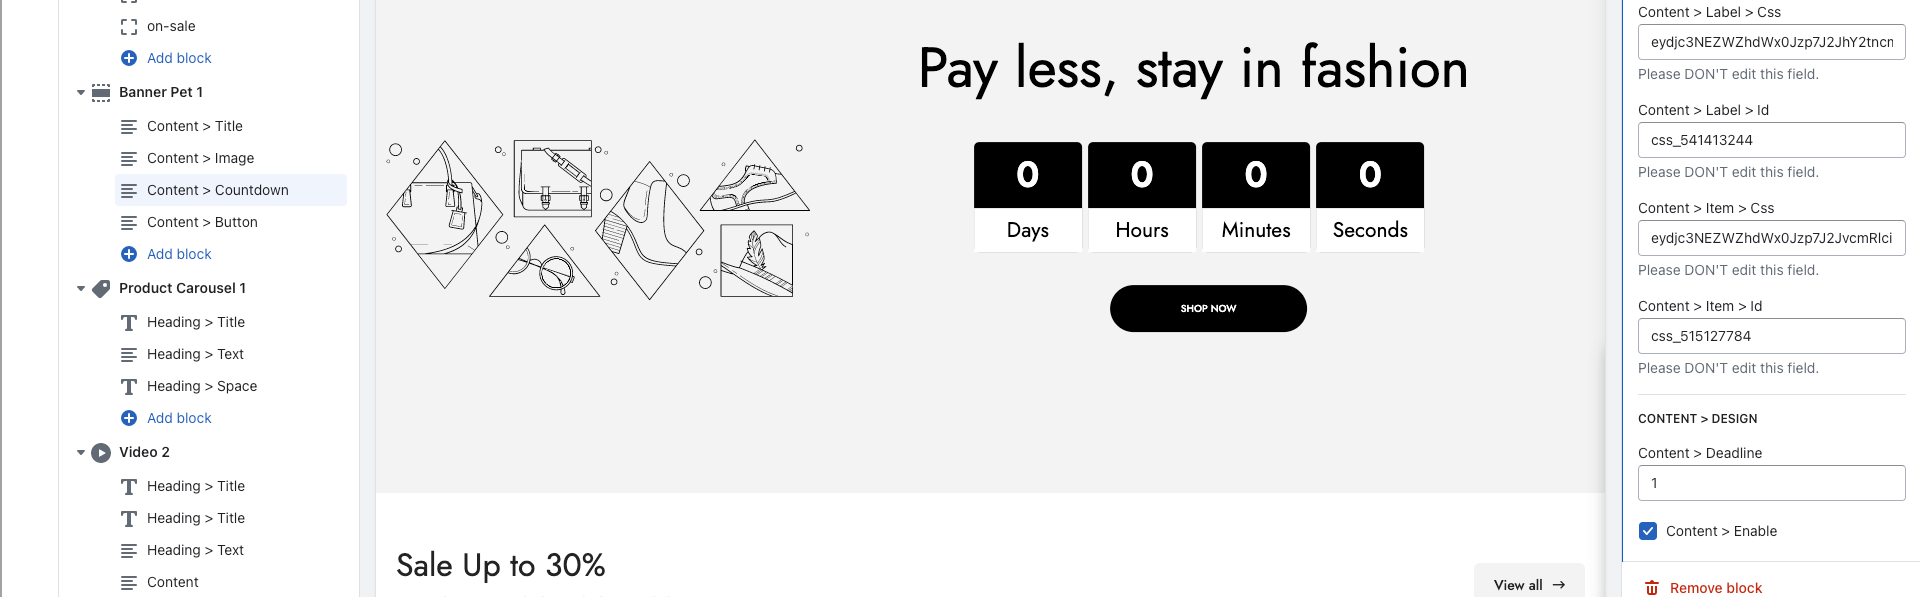 on-sale
Add block
Banner Pet 1
Content > Title
Content > Image
Content > Countdown
Content > Button
Add block
Product Carousel 1
Heading > Title
Heading > Text
Heading > Space
Add block
Video 2
Heading > Title
Heading > Title
Heading > Text
Content
Pay less, stay in fashion
0 0 0 0
Days Hours Minutes Seconds
SHOP NOW
Sale Up to 30%
View all →
Content > Label > Css
eydjc3NEZWZhdWx0Jzp7J2JhY2tncn
Please DON'T edit this field.
Content > Label > Id
css_541413244
Please DON'T edit this field.
Content > Item > Css
eydjc3NEZWZhdWx0Jzp7J2JvcmRlci
Please DON'T edit this field.
Content > Item > Id
css_515127784
Please DON'T edit this field.
CONTENT > DESIGN
Content > Deadline
1
Content > Enable
Remove block